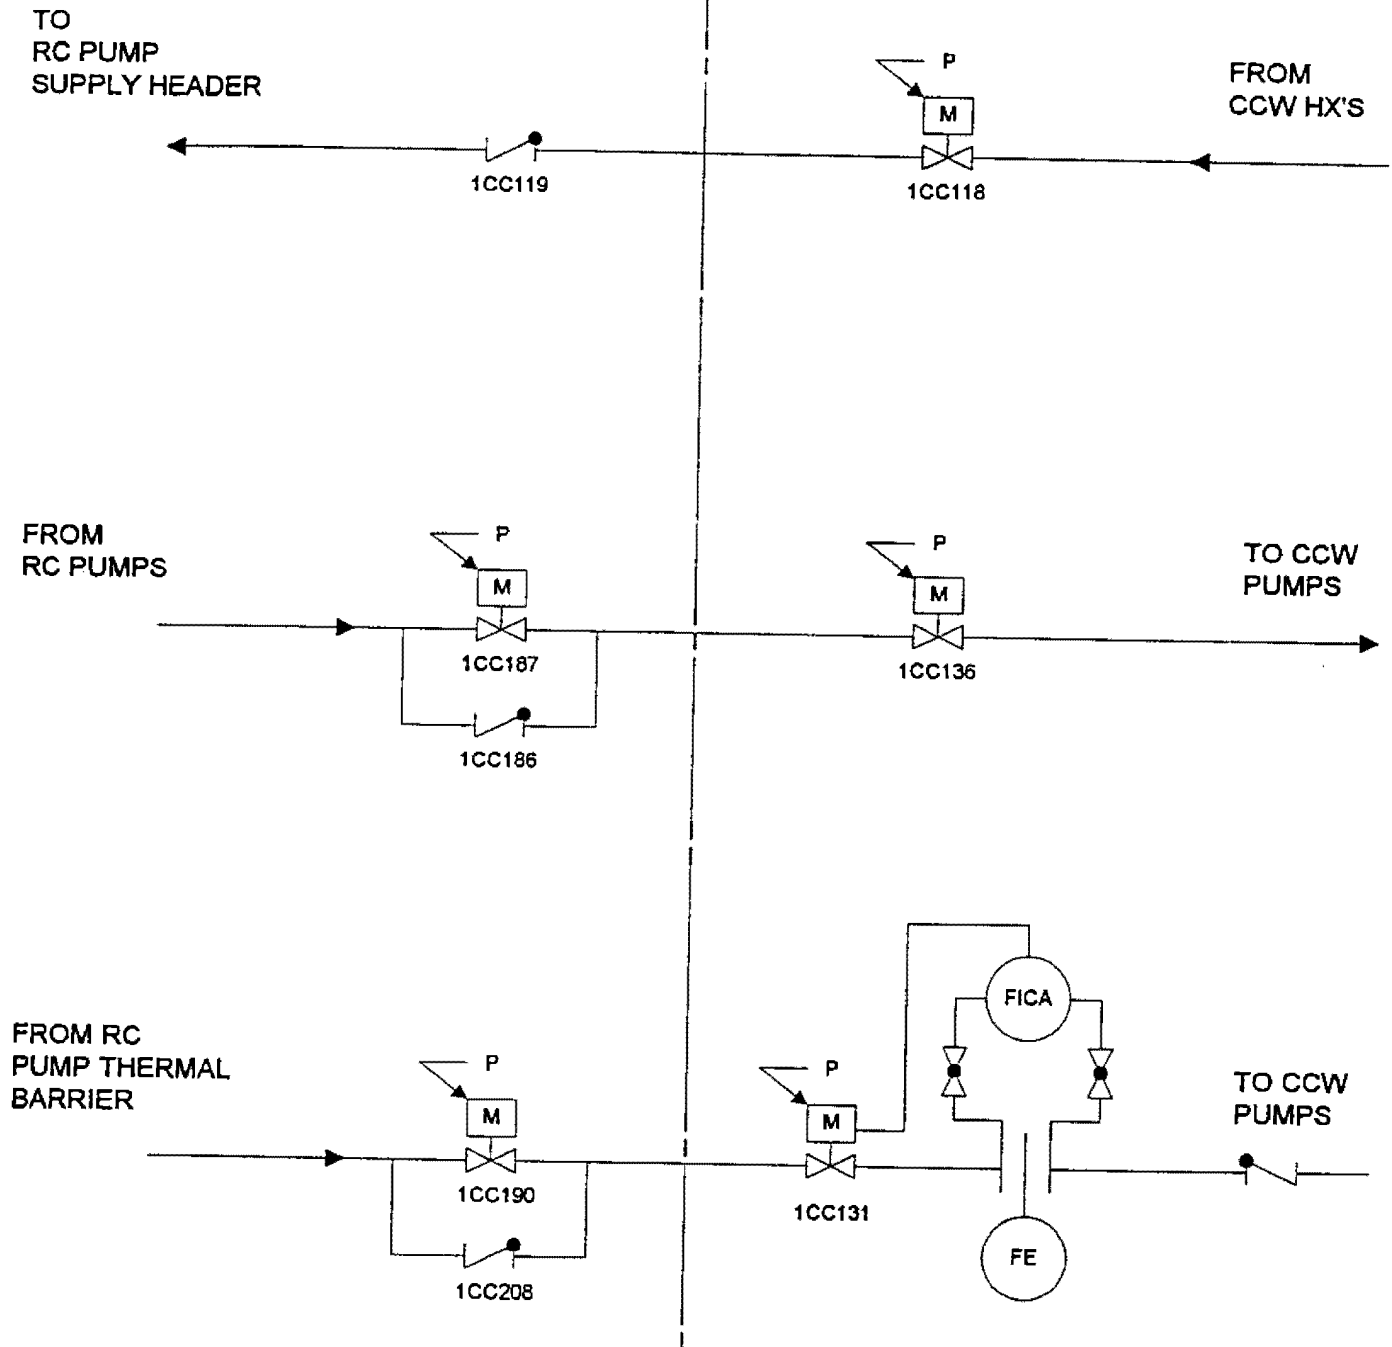 TO
RC PUMP
SUPPLY HEADER
P
M
FROM
CCW HX'S
1CC119
1CC118
FROM
RC PUMPS
P
M
P
M
TO CCW
PUMPS
1CC187
1CC136
1CC186
FICA
FROM RC
PUMP THERMAL
BARRIER
P
M
P
M
TO CCW
PUMPS
1CC190
1CC131
FE
1CC208